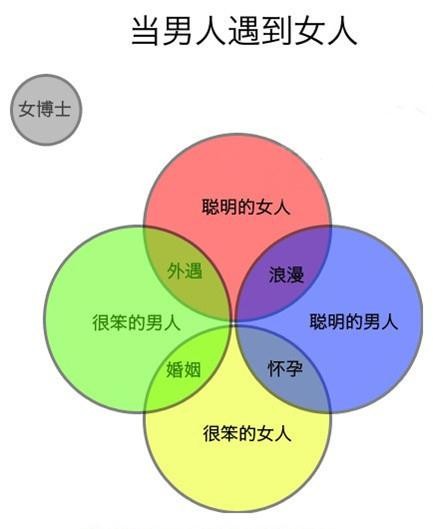 当男人遇到女人
女博士
聪明的女人
外遇
浪漫
很笨的男人
聪明的男人
婚姻
怀孕
很笨的女人